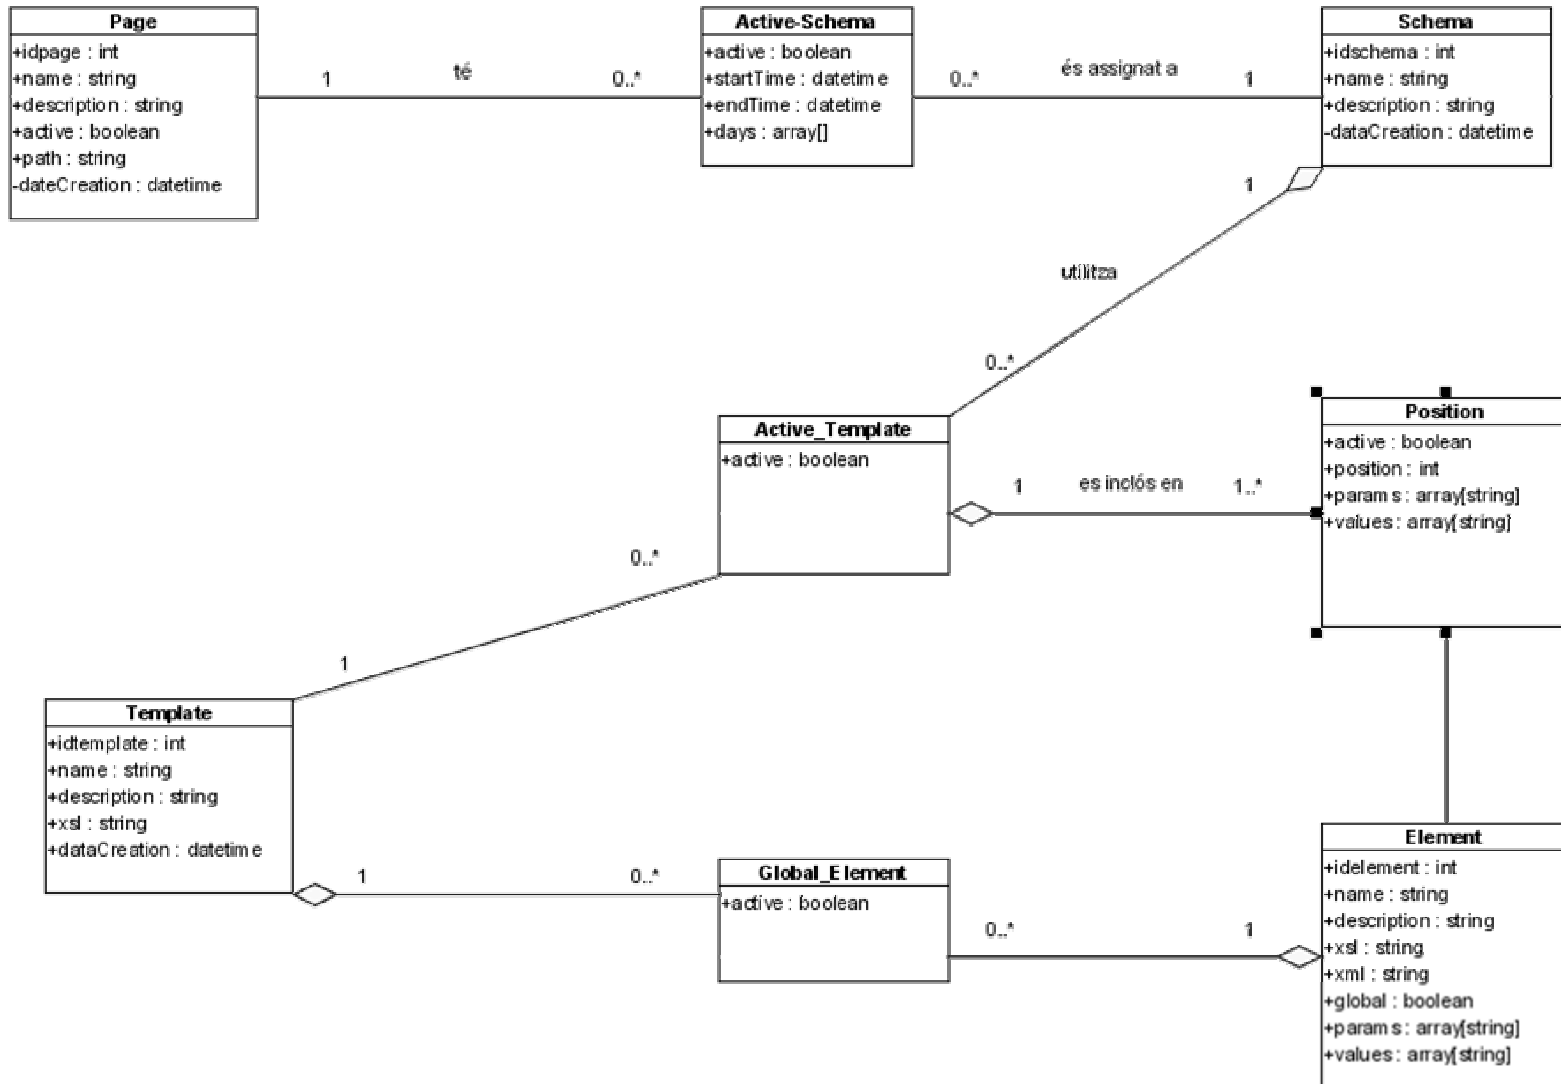 Page
+idpage : int
+name : string
+description : string
+active : boolean
+path : string
-dateCreation : datetime
1
té
0..*
Active-Schema
+active : boolean
+startTime : datetime
+endTime : datetime
+days : array[]
0..*
és assignat a
1
Schema
+idschema : int
+name : string
+description : string
-dataCreation : datetime
1
utilitza
0..*
Active_Template
+active : boolean
1
es inclós en
1..*
Position
+active : boolean
+position : int
+params : array[string]
+values : array[string]
0..*
1
Template
+idtemplate : int
+name : string
+description : string
+xsl : string
+dataCreation : datetime
1
0..*
Global_Element
+active : boolean
0..*
1
Element
+idelement : int
+name : string
+description : string
+xsl : string
+xml : string
+global : boolean
+params : array[string]
+values : array[string]